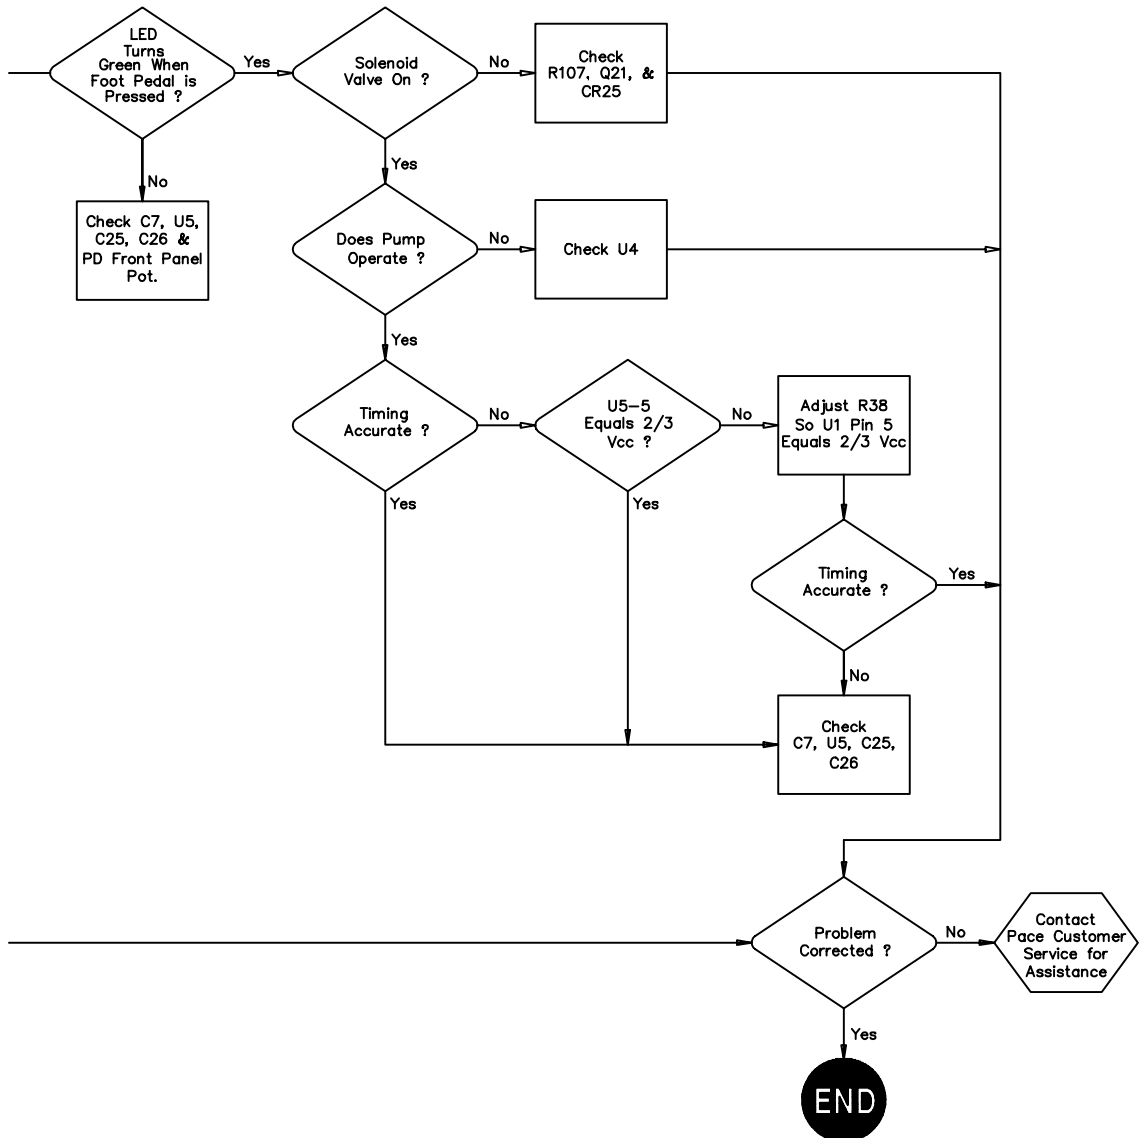 LED
Turns
Green When
Foot Pedal is
Pressed ?
Yes
Solenoid
Valve On ?
No
Check
R107, Q21, &
CR25
No
Yes
Check C7, U5,
C25, C26 &
PD Front Panel
Pot.
Does Pump
Operate ?
No
Check U4
Yes
Timing
Accurate ?
No
U5-5
Equals 2/3
Vcc ?
No
Adjust R38
So U1 Pin 5
Equals 2/3 Vcc
Yes
Yes
Timing
Accurate ?
Yes
No
Check
C7, U5, C25,
C26
Problem
Corrected ?
No
Contact
Pace Customer
Service for
Assistance
Yes
END